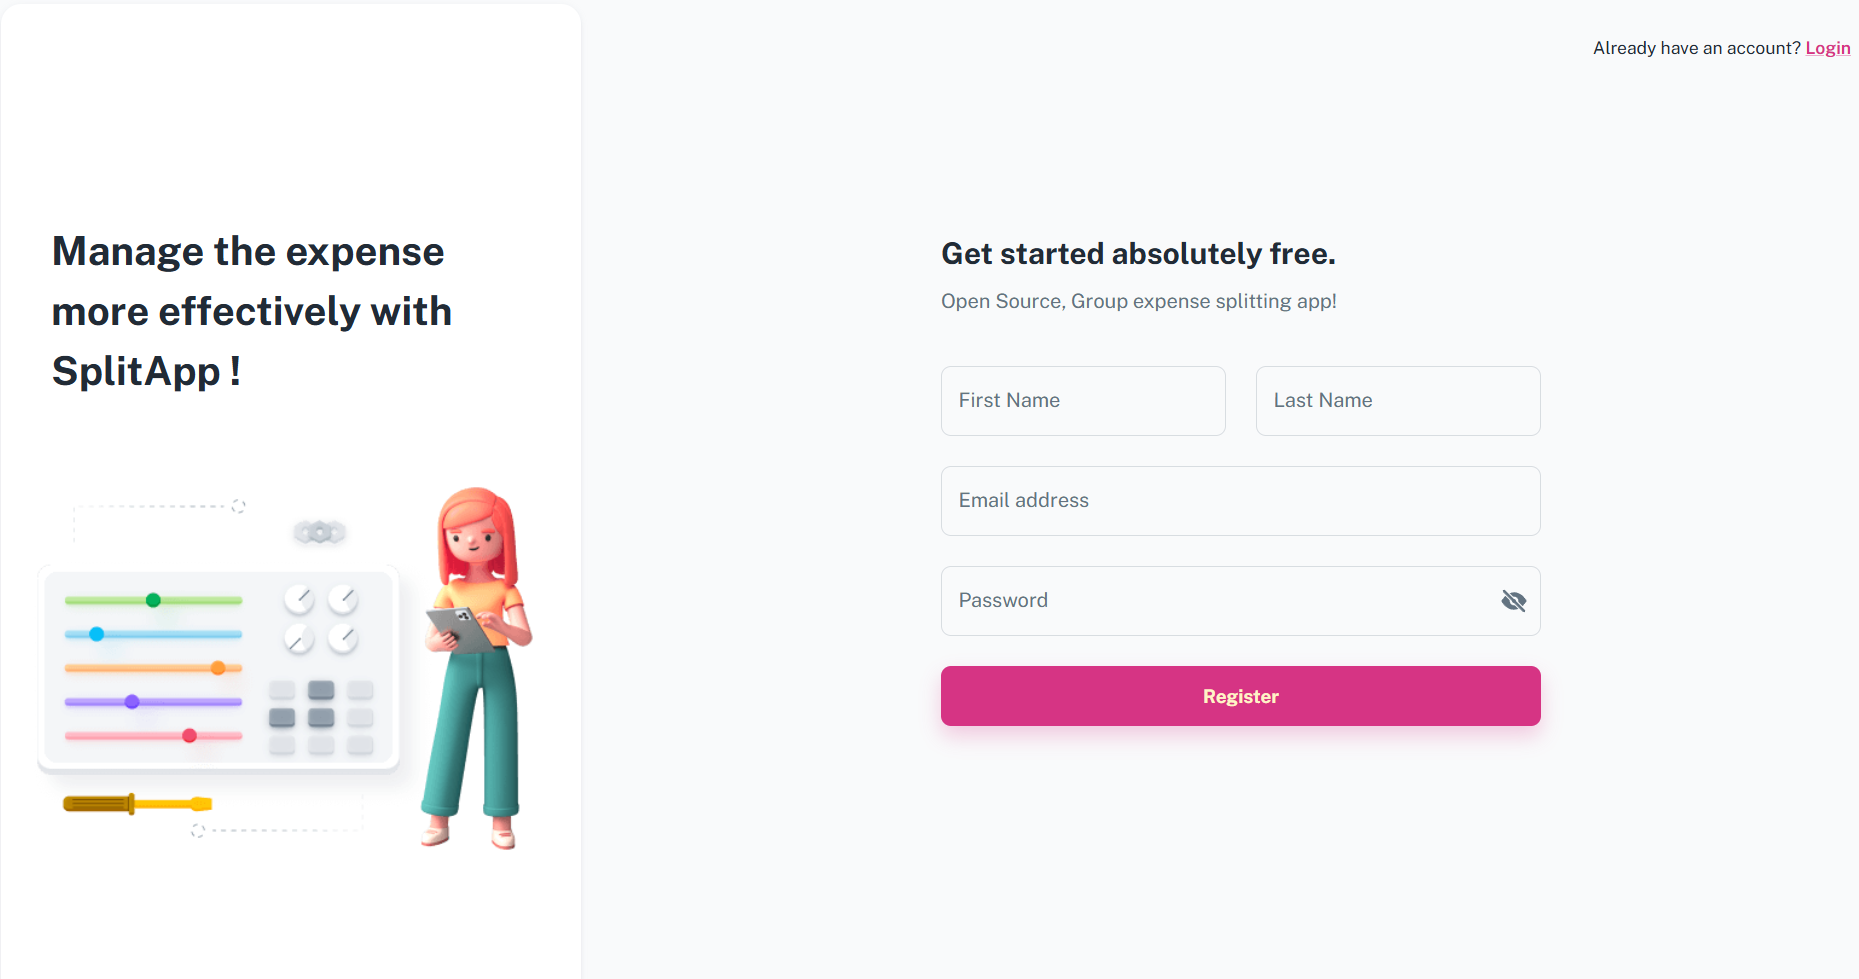 Already have an account? Login
Manage the expense
more effectively with
SplitApp !
Get started absolutely free.
Open Source, Group expense splitting app!
First Name
Last Name
Email address
Password
Register